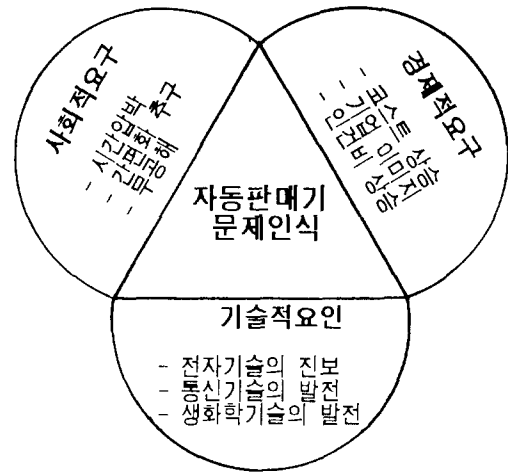 사회적요구
- 시간압박
- 간편화 추구
- 무공해
경제적요구
- 코스트 상승
- 기업 이미지
- 인건비 상승
자동판매기
문제인식
기술적요인
- 전자기술의 진보
- 통신기술의 발전
- 생화학기술의 발전